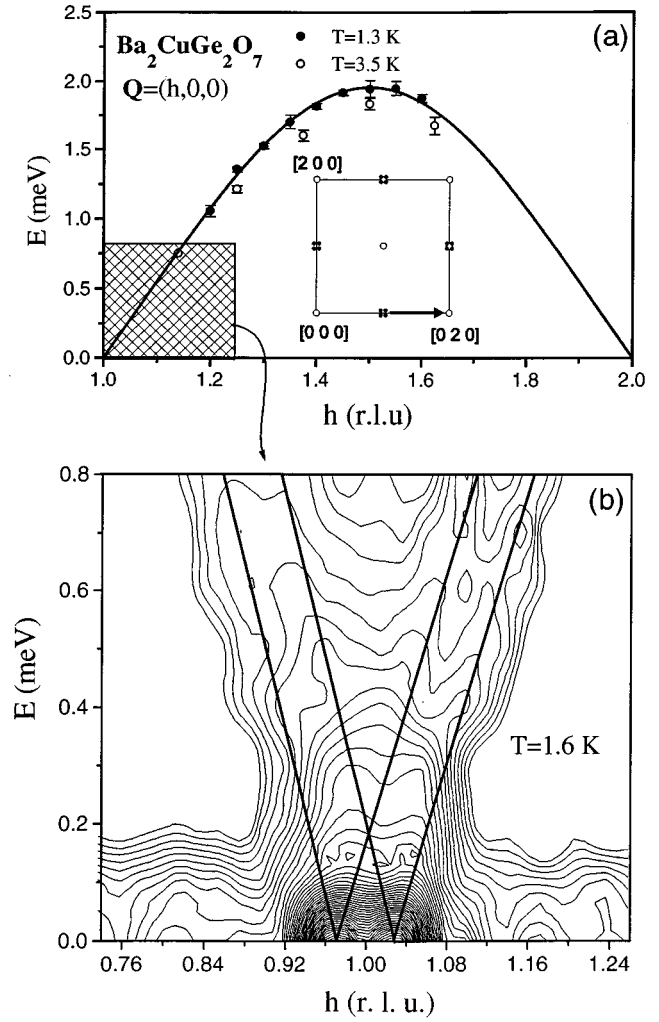 2.5
2.0
1.5
1.0
0.5
0.0
E (meV)
Ba2CuGe2O7
Q=(h,0,0)
T=1.3 K
T=3.5 K
(a)
[2 0 0]
[0 0 0]
[0 2 0]
1.0
1.2
1.4
1.6
1.8
2.0
h (r.l.u)
0.8
0.6
0.4
0.2
0.0
E (meV)
(b)
T=1.6 K
0.76
0.84
0.92
1.00
1.08
1.16
1.24
h (r. l. u.)